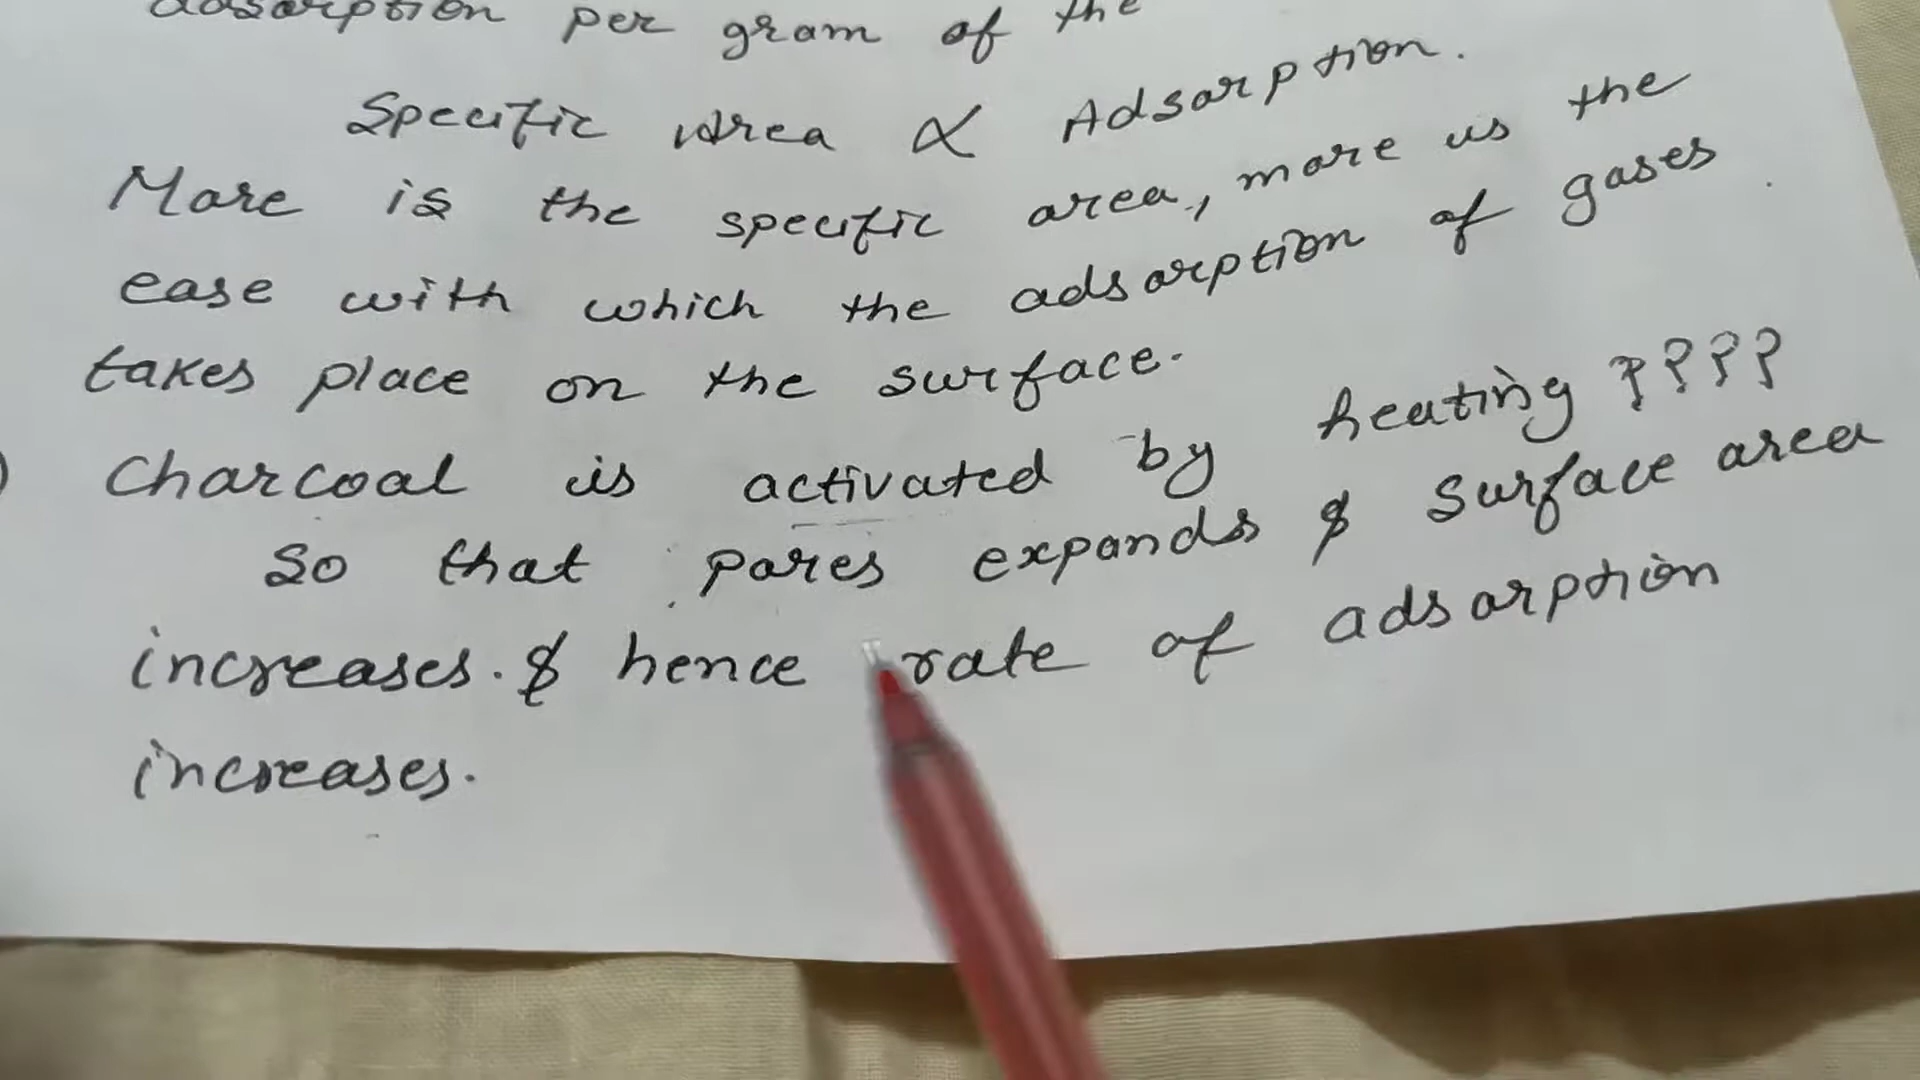 adsorption per gram of the
Specific Area ∝ Adsorption.
More is the specific area, more is the
ease with which the adsorption of gases
takes place on the surface.
) Charcoal is activated by heating ????
So that pores expands & surface area
increases. & hence rate of adsorption
increases.